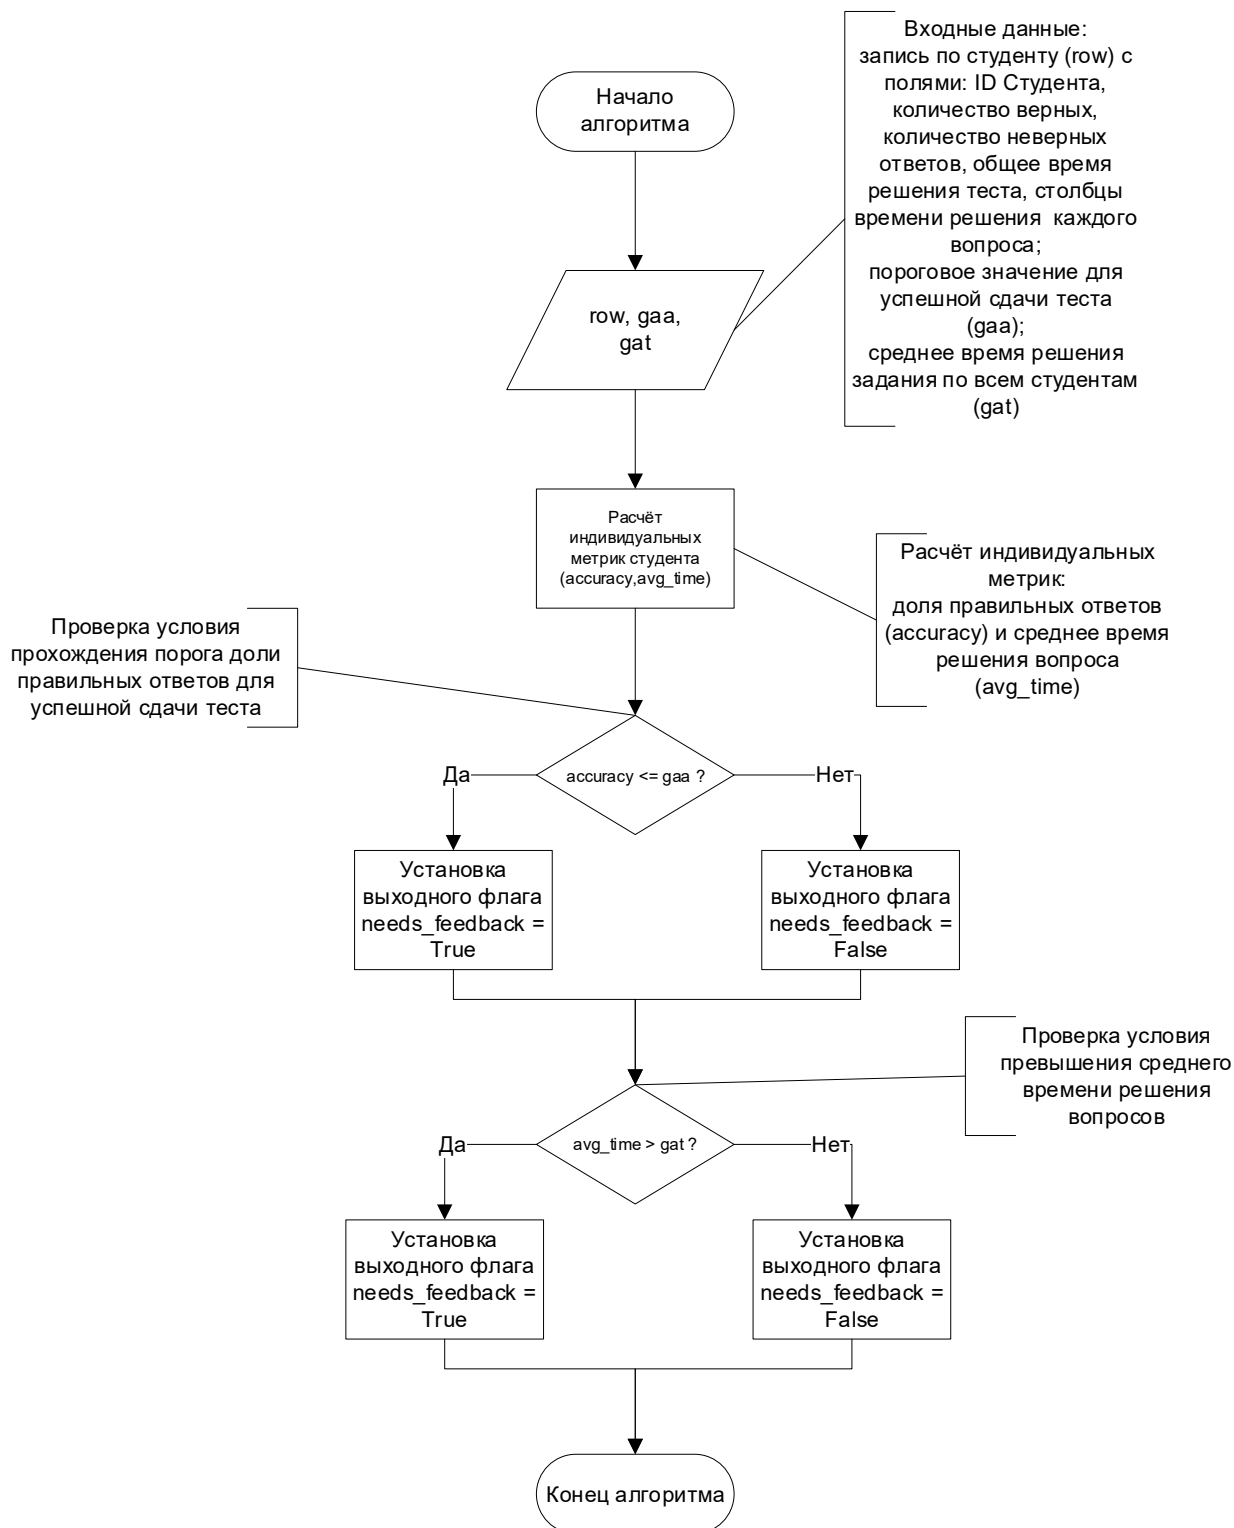 Начало
алгоритма
Входные данные:
запись по студенту (row) с
полями: ID Студента,
количество верных,
количество неверных
ответов, общее время
решения теста, столбцы
времени решения каждого
вопроса;
пороговое значение для
успешной сдачи теста
(gaa);
среднее время решения
задания по всем студентам
(gat)
row, gaa,
gat
Расчёт
индивидуальных
метрик студента
(accuracy,avg_time)
Расчёт индивидуальных
метрик:
доля правильных ответов
(accuracy) и среднее время
решения вопроса
(avg_time)
Проверка условия
прохождения порога доли
правильных ответов для
успешной сдачи теста
Да
accuracy <= gaa ?
Нет
Установка
выходного флага
needs_feedback =
True
Установка
выходного флага
needs_feedback =
False
Проверка условия
превышения среднего
времени решения
вопросов
Да
avg_time > gat ?
Нет
Установка
выходного флага
needs_feedback =
True
Установка
выходного флага
needs_feedback =
False
Конец алгоритма